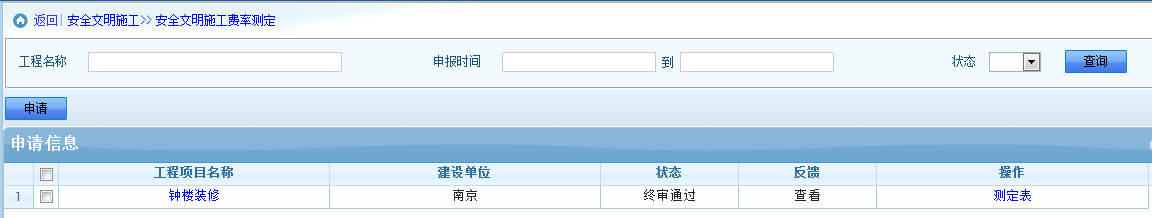 返回| 安全文明施工>> 安全文明施工费率测定
工程名称 申报时间 到 状态 查询
申请
申请信息
工程项目名称 建设单位 状态 反馈 操作
1 钟楼装修 南京 终审通过 查看 测定表